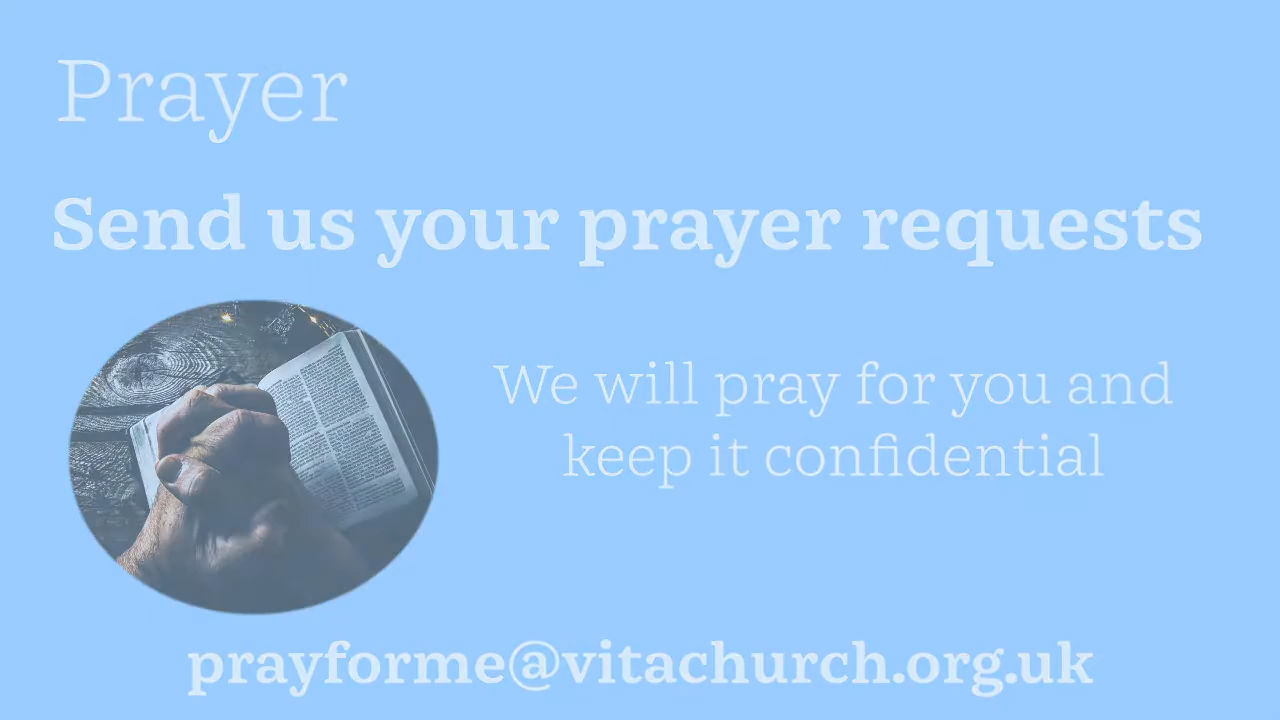 Prayer
Send us your prayer requests
We will pray for you and
keep it confidential
prayforme@vitachurch.org.uk